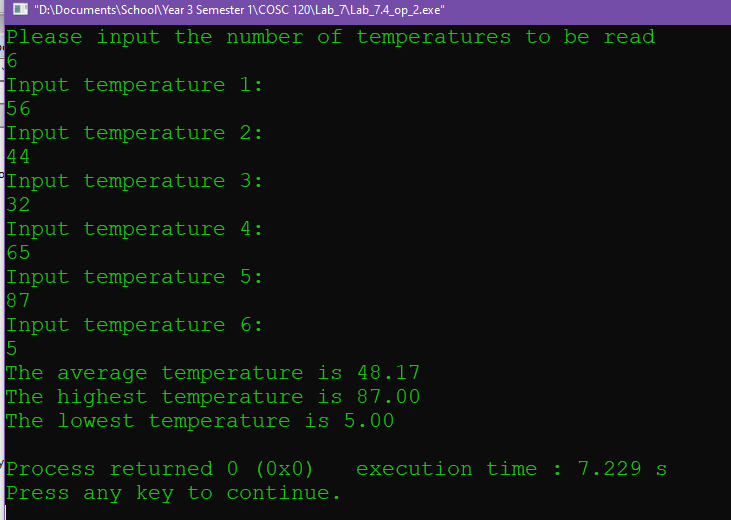 "D:\Documents\School\Year 3 Semester 1\COSC 120\Lab_7\Lab_7.4_op_2.exe"
Please input the number of temperatures to be read
6
Input temperature 1:
56
Input temperature 2:
44
Input temperature 3:
32
Input temperature 4:
65
Input temperature 5:
87
Input temperature 6:
5
The average temperature is 48.17
The highest temperature is 87.00
The lowest temperature is 5.00
Process returned 0 (0x0)   execution time : 7.229 s
Press any key to continue.